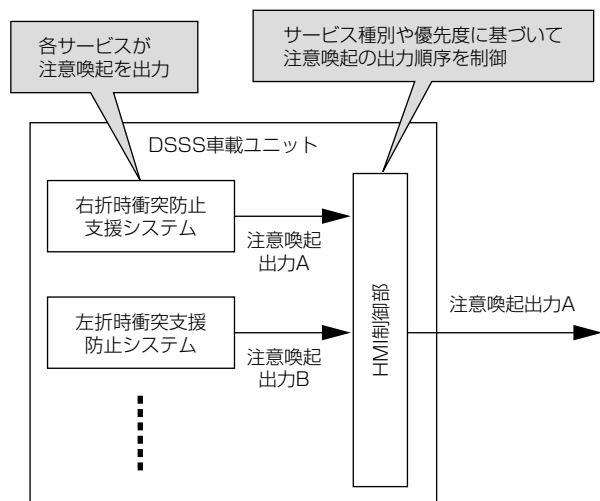 各サービスが
注意喚起を出力
サービス種別や優先度に基づいて
注意喚起の出力順序を制御
DSSS車載ユニット
右折時衝突防止
支援システム
注意喚起
出力A
左折時衝突支援
防止システム
注意喚起
出力B
HMI制御部
注意喚起出力A